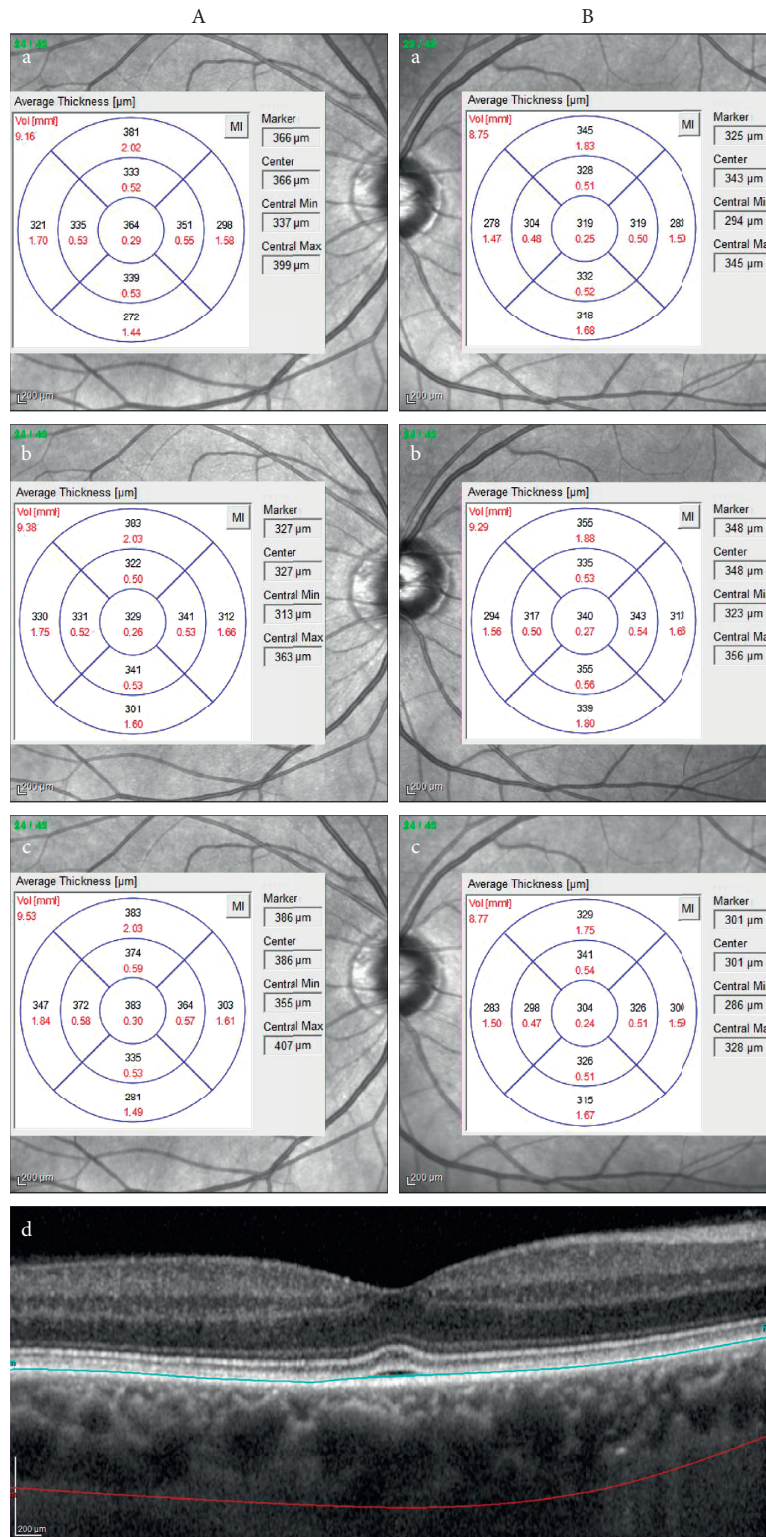 A B
a
Average Thickness [µm]
Vol [mm³]
9.16
MI
381
2.02
333
0.52
321 335 364 351 298
1.70 0.53 0.29 0.55 1.58
339
0.53
272
1.44
Marker
366 µm
Center
366 µm
Central Min
337 µm
Central Max
399 µm
200 µm
a
Average Thickness [µm]
Vol [mm³]
8.75
MI
345
1.83
328
0.51
278 304 319 319
1.47 0.48 0.25 0.50
332
0.52
318
1.68
Marker
325 µm
Center
343 µm
Central Min
294 µm
Central Max
345 µm
200 µm
b
Average Thickness [µm]
Vol [mm³]
9.38
MI
383
2.03
322
0.50
330 331 329 341 312
1.75 0.52 0.26 0.53 1.66
341
0.53
301
1.60
Marker
327 µm
Center
327 µm
Central Min
313 µm
Central Max
363 µm
200 µm
b
Average Thickness [µm]
Vol [mm³]
9.29
MI
355
1.88
335
0.53
294 317 340 343
1.56 0.50 0.27 0.54
355
0.56
339
1.80
Marker
348 µm
Center
348 µm
Central Min
323 µm
Central Max
356 µm
200 µm
c
Average Thickness [µm]
Vol [mm³]
9.53
MI
383
2.03
374
0.59
347 372 383 364 303
1.84 0.58 0.30 0.57 1.61
335
0.53
281
1.49
Marker
386 µm
Center
386 µm
Central Min
355 µm
Central Max
407 µm
200 µm
c
Average Thickness [µm]
Vol [mm³]
8.77
MI
329
1.75
341
0.54
283 298 304 326
1.50 0.47 0.24 0.51
326
0.51
315
1.67
Marker
301 µm
Center
301 µm
Central Min
286 µm
Central Max
328 µm
200 µm
d
200 µm